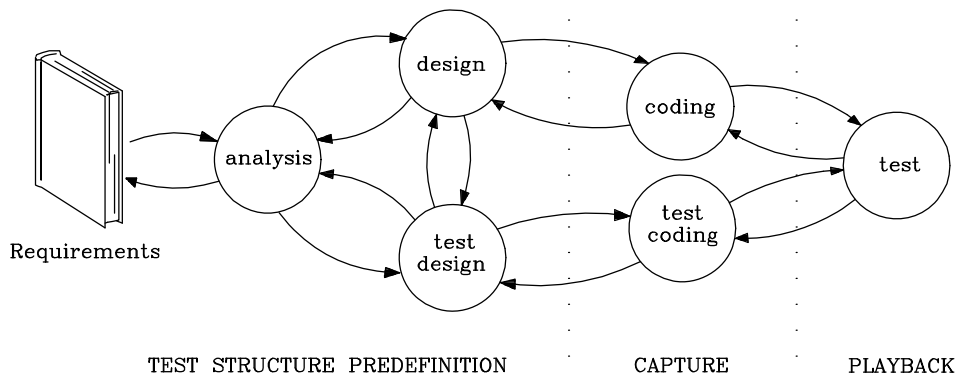 design
coding
analysis
test
test
coding
test
design
Requirements
TEST STRUCTURE PREDEFINITION
CAPTURE
PLAYBACK